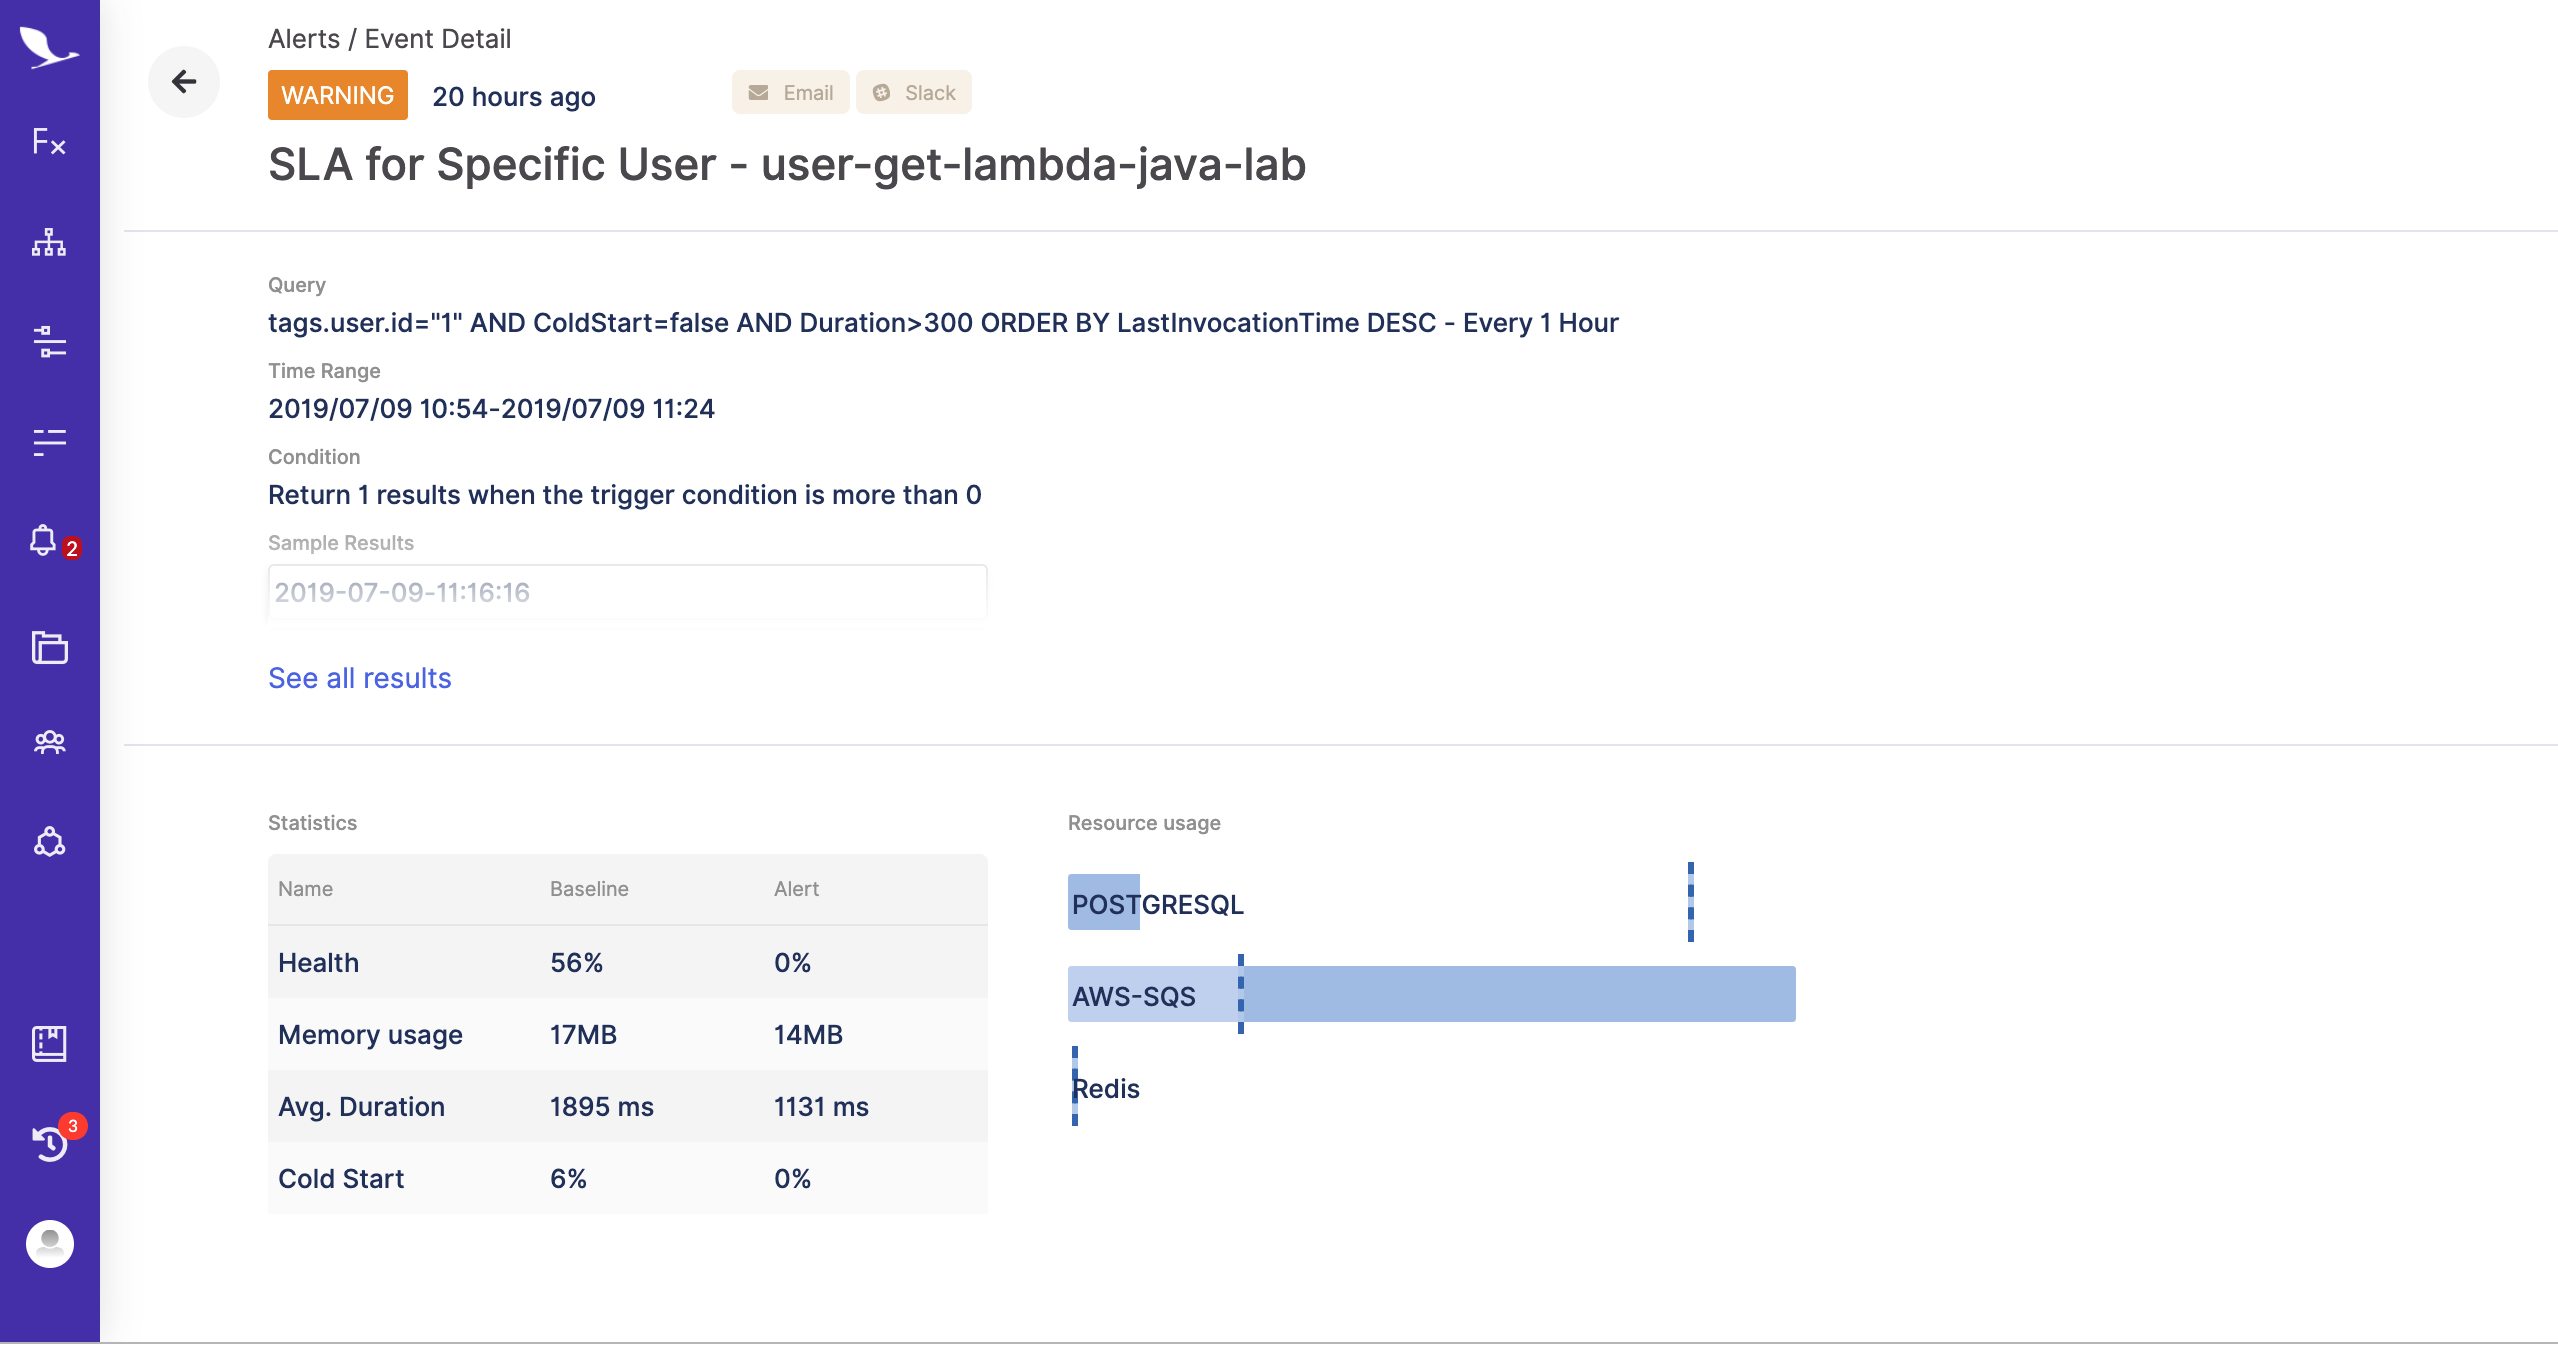 Alerts / Event Detail
WARNING 20 hours ago Email Slack
SLA for Specific User - user-get-lambda-java-lab
Fx
Query
tags.user.id="1" AND ColdStart=false AND Duration>300 ORDER BY LastInvocationTime DESC - Every 1 Hour
Time Range
2019/07/09 10:54-2019/07/09 11:24
Condition
Return 1 results when the trigger condition is more than 0
2
Sample Results
2019-07-09-11:16:16
See all results
Statistics
Name Baseline Alert
Health 56% 0%
Memory usage 17MB 14MB
Avg. Duration 1895 ms 1131 ms
Cold Start 6% 0%
Resource usage
POSTGRESQL
AWS-SQS
Redis
3